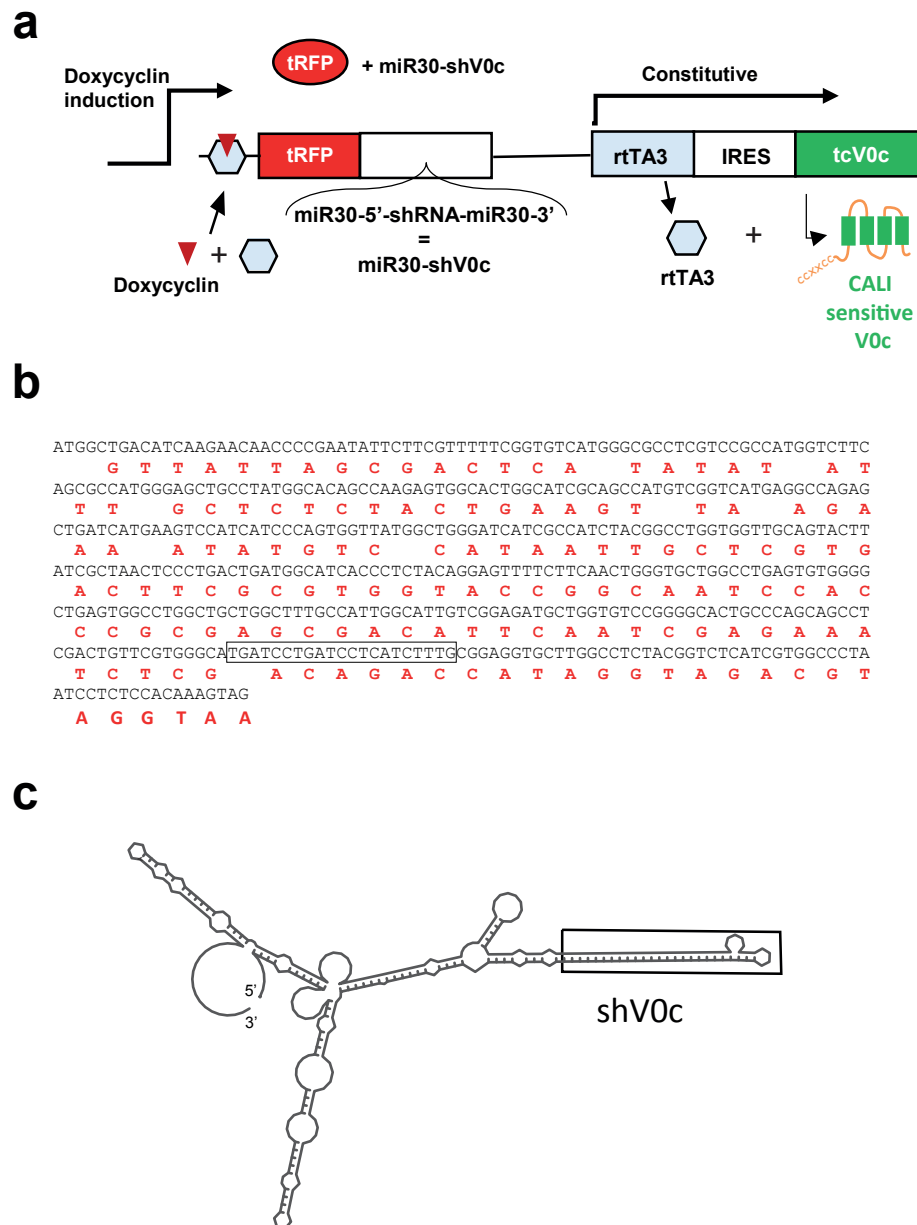 a
Doxycyclin
induction
tRFP + miR30-shV0c
Constitutive
tRFP
rtTA3 IRES tcV0c
miR30-5'-shRNA-miR30-3'
=
miR30-shV0c
+
Doxycyclin
rtTA3
+
ccxxcc
CALI
sensitive
V0c
b
ATGGCTGACATCAAGAACAACCCCGAATATTCTTCGTTTTTCGGTGTCATGGGCGCCTCGTCCGCCATGGTCTTC
G T T A T T A G C G A C T C A T A T A T A T
AGCGCCATGGGAGCTGCCTATGGCACAGCCAAGAGTGGCACTGGCATCGCAGCCATGTCGGTCATGAGGCCAGAG
T T G C T C T C T A C T G A A G T T A A G A
CTGATCATGAAGTCCATCATCCCAGTGGTTATGGCTGGGATCATCGCCATCTACGGCCTGGTGGTTGCAGTACTT
A A A T A T G T C C A T A A T T G C T C G T G
ATCGCTAACTCCCTGACTGATGGCATCACCCTCTACAGGAGTTTTCTTCAACTGGGTGCTGGCCTGAGTGTGGGG
A C T T C G C G T G G T A C C G G C A A T C C A C
CTGAGTGGCCTGGCTGCTGGCTTTGCCATTGGCATTGTCGGAGATGCTGGTGTCCGGGGCACTGCCCAGCAGCCT
C C G C G A G C G A C A T T C A A T C G A G A A A
CGACTGTTCGTGGGCATGATCCTGATCCTCATCTTTGCGGAGGTGCTTGGCCTCTACGGTCTCATCGTGGCCCTA
T C T C G A C A G A C C A T A G G T A G A C G T
ATCCTCTCCACAAAGTAG
A G G T A A
c
5'
3'
shV0c